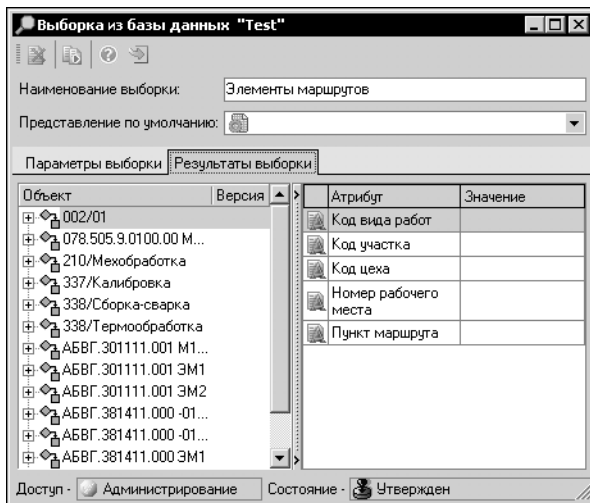 Выборка из базы данных "Test"
Наименование выборки: Элементы маршрутов
Представление по умолчанию:
Параметры выборки Результаты выборки
Объект Версия Атрибут Значение
002/01
Код вида работ
078.505.9.0100.00 М...
Код участка
210/Мехобработка
Код цеха
337/Калибровка
Номер рабочего
места
338/Сборка-сварка
338/Термообработка
Пункт маршрута
АБВГ.301111.001 М1...
АБВГ.301111.001 ЭМ1
АБВГ.301111.001 ЭМ2
АБВГ.381411.000 -01...
АБВГ.381411.000 -01...
АБВГ.381411.000 ЭМ1
Доступ - Администрирование Состояние - Утвержден